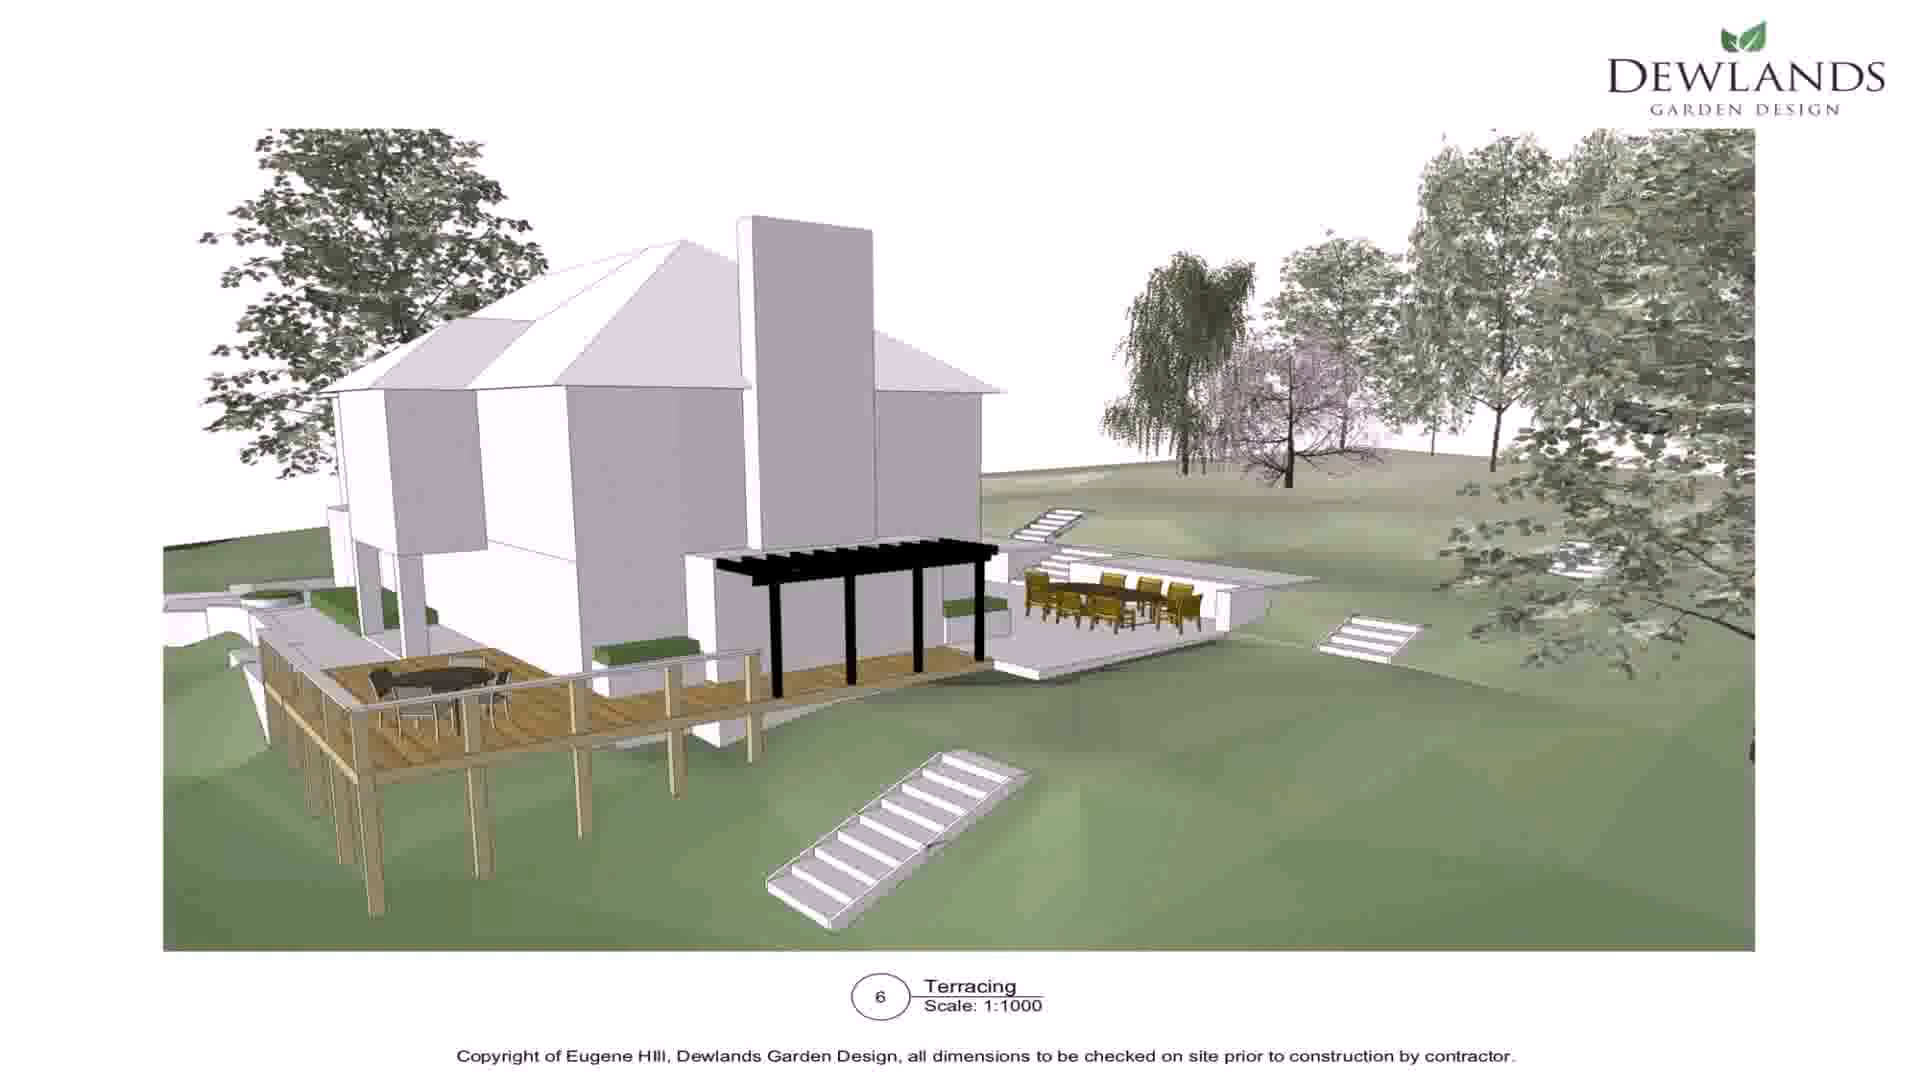 DEWLANDS
GARDEN DESIGN
6
Terracing
Scale: 1:1000
Copyright of Eugene HIll, Dewlands Garden Design, all dimensions to be checked on site prior to construction by contractor.